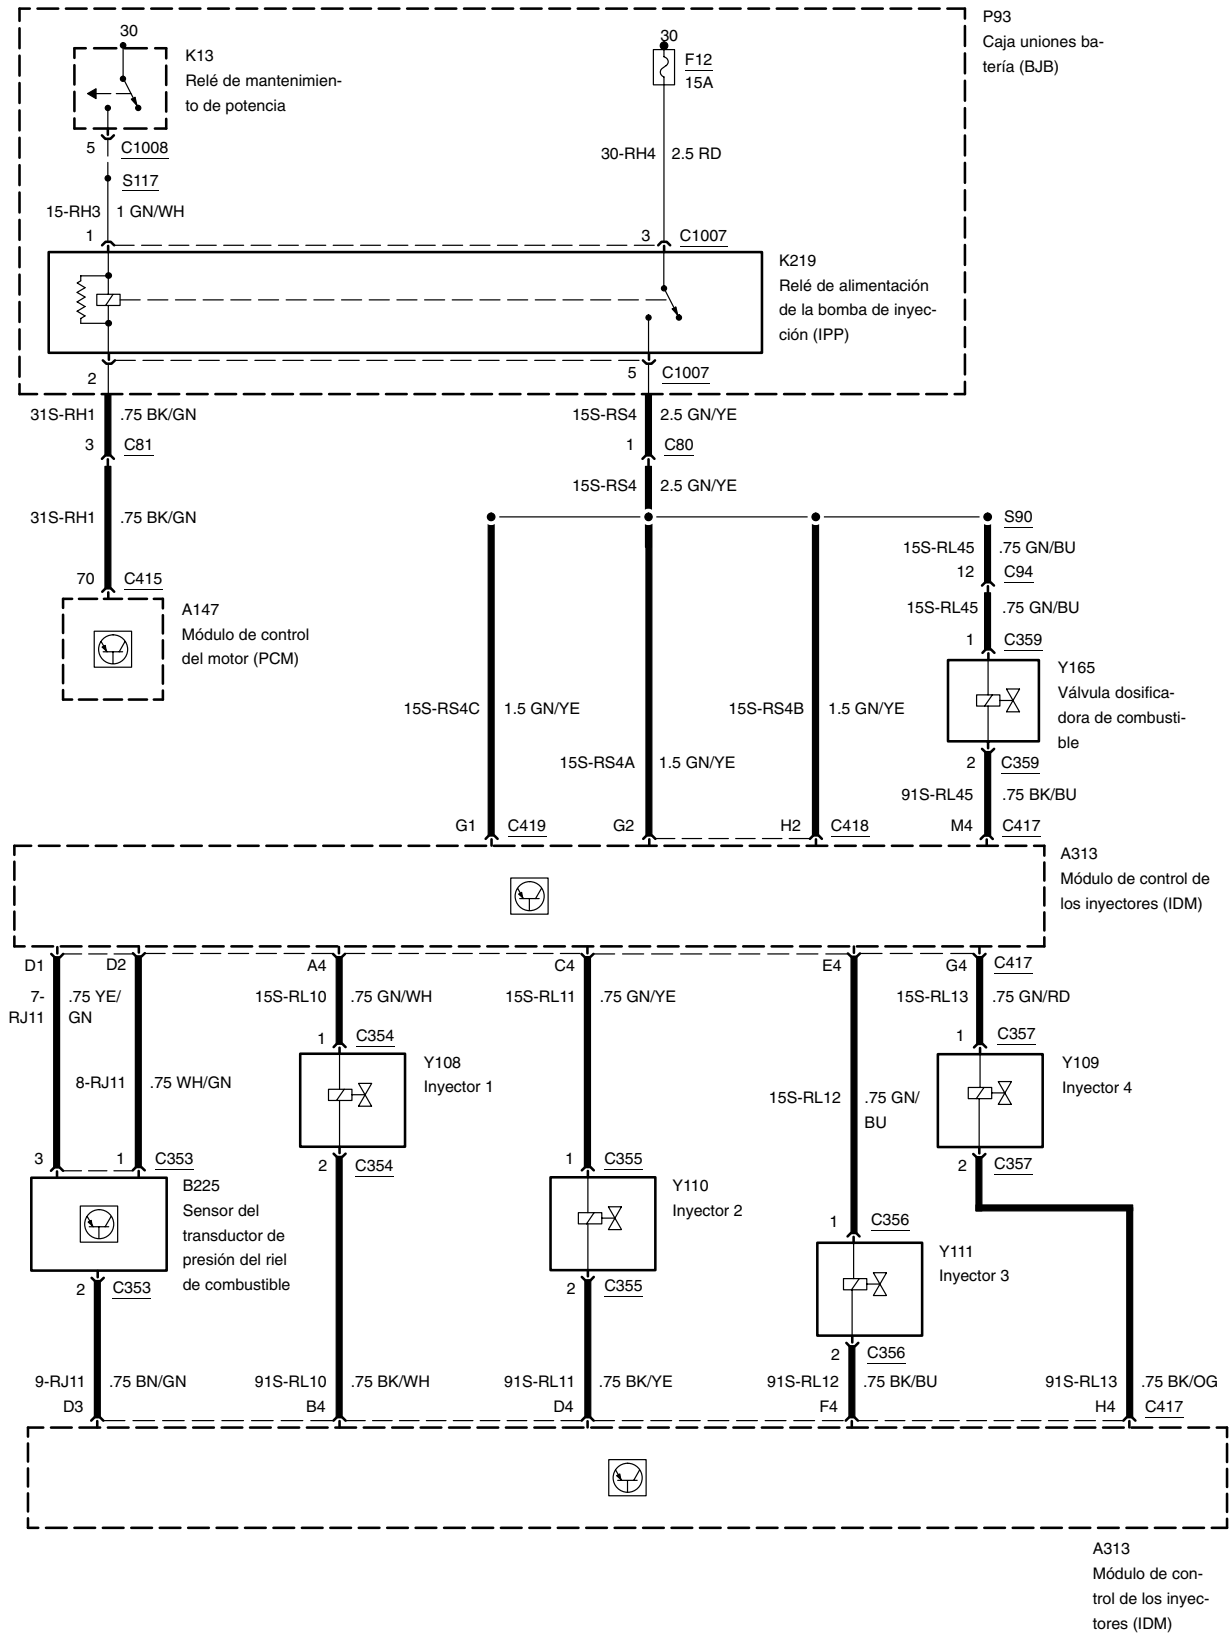 P93
Caja uniones ba-
tería (BJB)
30
K13
Relé de mantenimien-
to de potencia
30
F12
15A
5 C1008
S117
30-RH4 2.5 RD
15-RH3 1 GN/WH
1
3 C1007
K219
Relé de alimentación
de la bomba de inyec-
ción (IPP)
2
5 C1007
31S-RH1 .75 BK/GN
15S-RS4 2.5 GN/YE
3 C81
1 C80
15S-RS4 2.5 GN/YE
31S-RH1 .75 BK/GN
S90
15S-RL45 .75 GN/BU
12 C94
70 C415
15S-RL45 .75 GN/BU
A147
Módulo de control
del motor (PCM)
1 C359
Y165
Válvula dosifica-
dora de combusti-
ble
15S-RS4C 1.5 GN/YE
15S-RS4B 1.5 GN/YE
15S-RS4A 1.5 GN/YE
2 C359
91S-RL45 .75 BK/BU
G1 C419
G2
H2 C418
M4 C417
A313
Módulo de control de
los inyectores (IDM)
D1
D2
A4
C4
E4
G4 C417
7-
RJ11
.75 YE/
GN
15S-RL10 .75 GN/WH
15S-RL11 .75 GN/YE
15S-RL13 .75 GN/RD
1 C354
1 C357
Y108
Inyector 1
Y109
Inyector 4
8-RJ11 .75 WH/GN
15S-RL12 .75 GN/
BU
3
1 C353
2 C354
1 C355
2 C357
B225
Sensor del
transductor de
presión del riel
de combustible
Y110
Inyector 2
1 C356
Y111
Inyector 3
2 C353
2 C355
2 C356
9-RJ11 .75 BN/GN
91S-RL10 .75 BK/WH
91S-RL11 .75 BK/YE
91S-RL12 .75 BK/BU
91S-RL13 .75 BK/OG
D3
B4
D4
F4
H4 C417
A313
Módulo de con-
trol de los inyec-
tores (IDM)